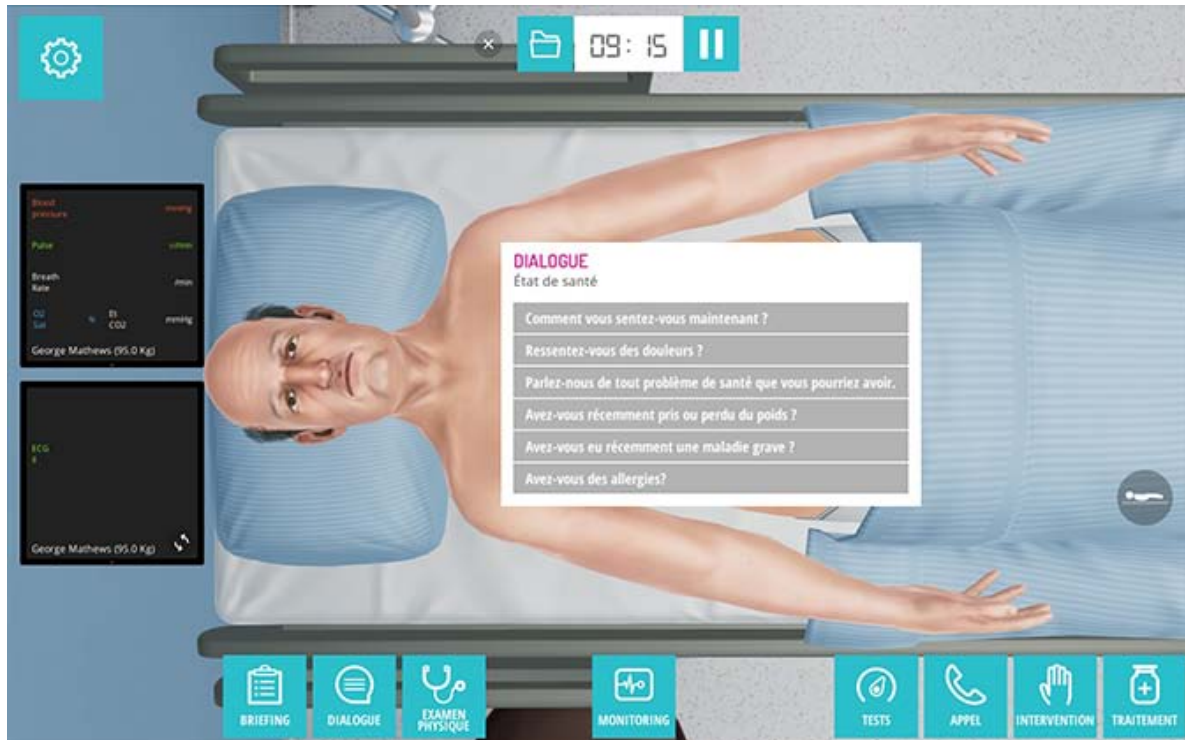 09:15
Blood
pressure
mmHg
Pulse
Breath
Rate
/min
O2
Sat
%
Et
CO2
mmHg
George Mathews (95.0 Kg)
ECG
George Mathews (95.0 Kg)
DIALOGUE
État de santé
Comment vous sentez-vous maintenant ?
Ressentez-vous des douleurs ?
Parlez-nous de tout problème de santé que vous pourriez avoir.
Avez-vous récemment pris ou perdu du poids ?
Avez-vous eu récemment une maladie grave ?
Avez-vous des allergies?
BRIEFING
DIALOGUE
EXAMEN
PHYSIQUE
MONITORING
TESTS
APPEL
INTERVENTION
TRAITEMENT